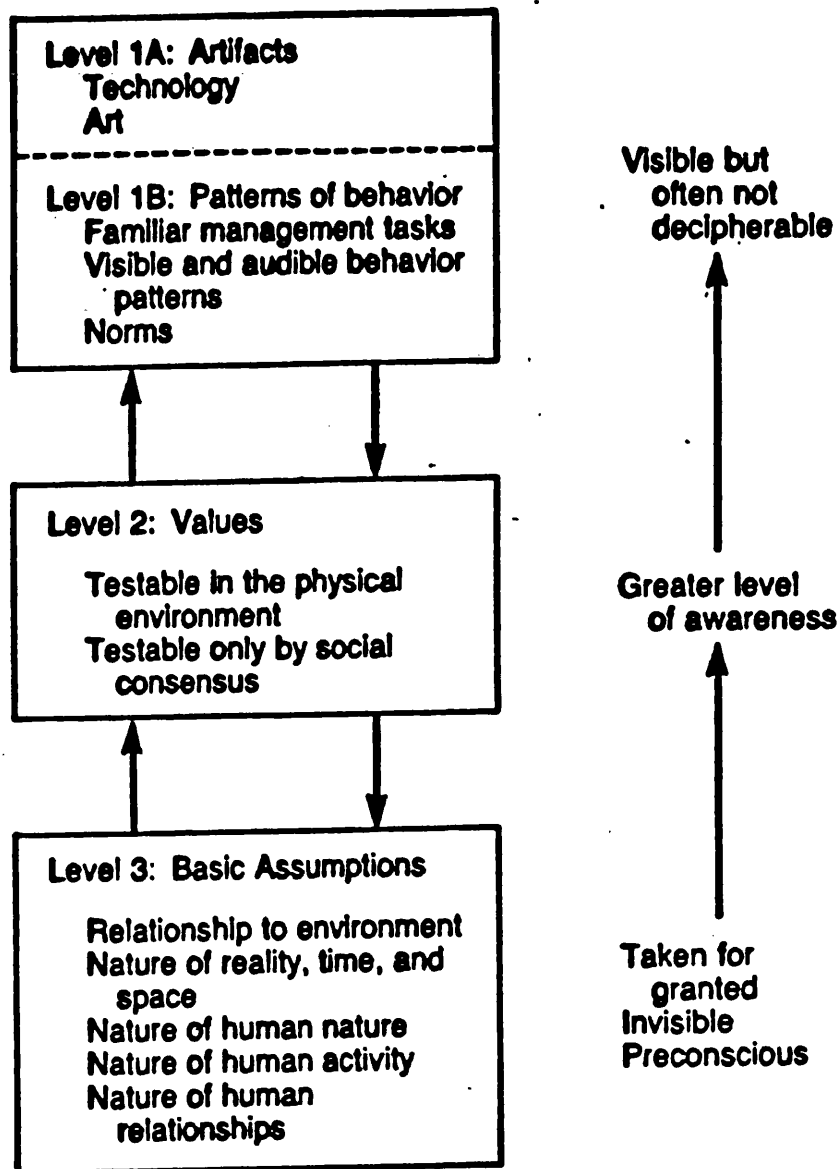 Level 1A: Artifacts
Technology
Art
Level 1B: Patterns of behavior
Familiar management tasks
Visible and audible behavior
patterns
Norms
Visible but
often not
decipherable
Level 2: Values
Testable in the physical
environment
Testable only by social
consensus
Greater level
of awareness
Level 3: Basic Assumptions
Relationship to environment
Nature of reality, time, and
space
Nature of human nature
Nature of human activity
Nature of human
relationships
Taken for
granted
Invisible
Preconscious